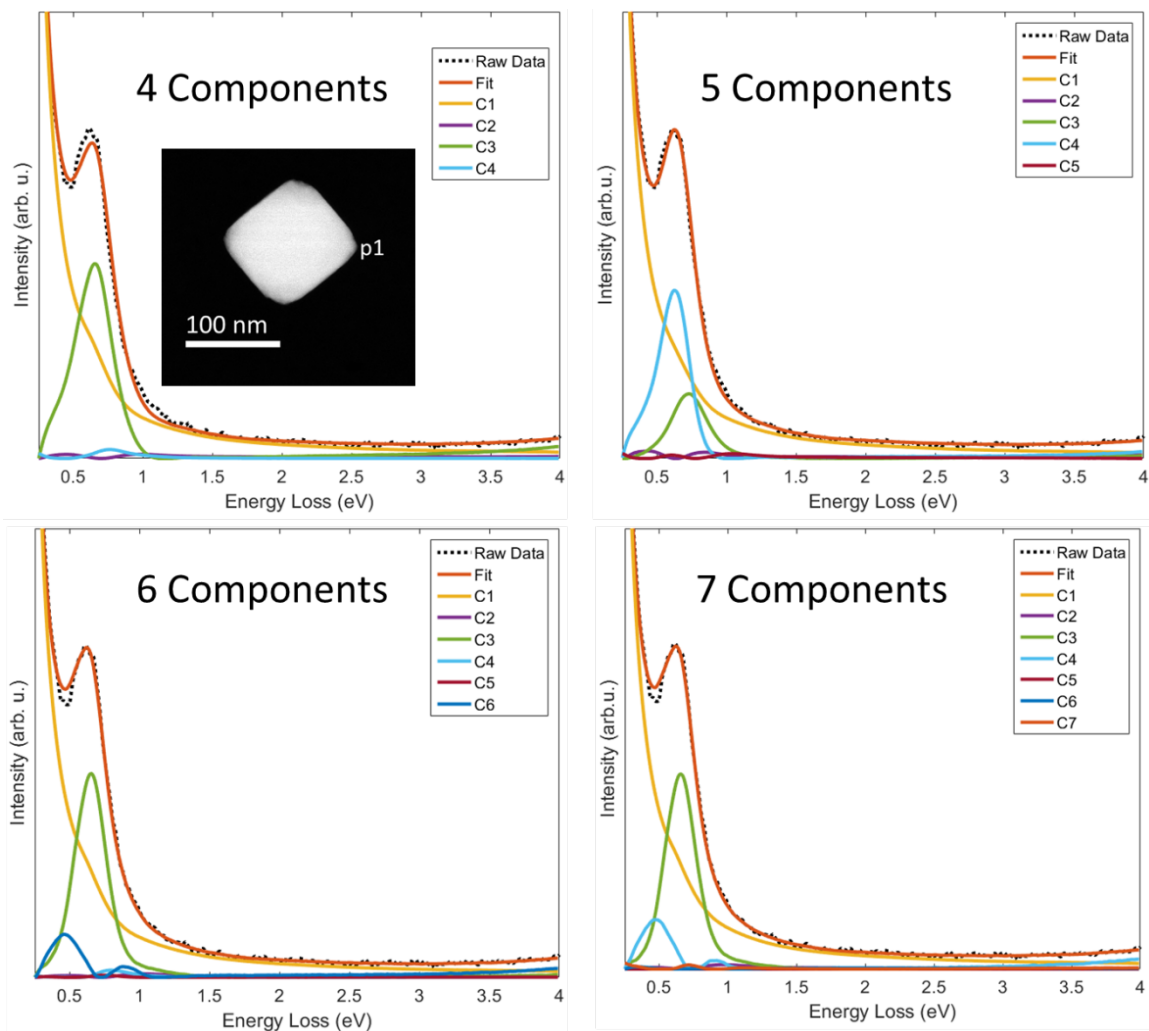 4 Components
Raw Data
Fit
C1
C2
C3
C4
p1
100 nm
Intensity (arb. u.)
0.5 1 1.5 2 2.5 3 3.5 4
Energy Loss (eV)
5 Components
Raw Data
Fit
C1
C2
C3
C4
C5
Intensity (arb. u.)
0.5 1 1.5 2 2.5 3 3.5 4
Energy Loss (eV)
6 Components
Raw Data
Fit
C1
C2
C3
C4
C5
C6
Intensity (arb. u.)
0.5 1 1.5 2 2.5 3 3.5 4
Energy Loss (eV)
7 Components
Raw Data
Fit
C1
C2
C3
C4
C5
C6
C7
Intensity (arb.u.)
0.5 1 1.5 2 2.5 3 3.5 4
Energy Loss (eV)